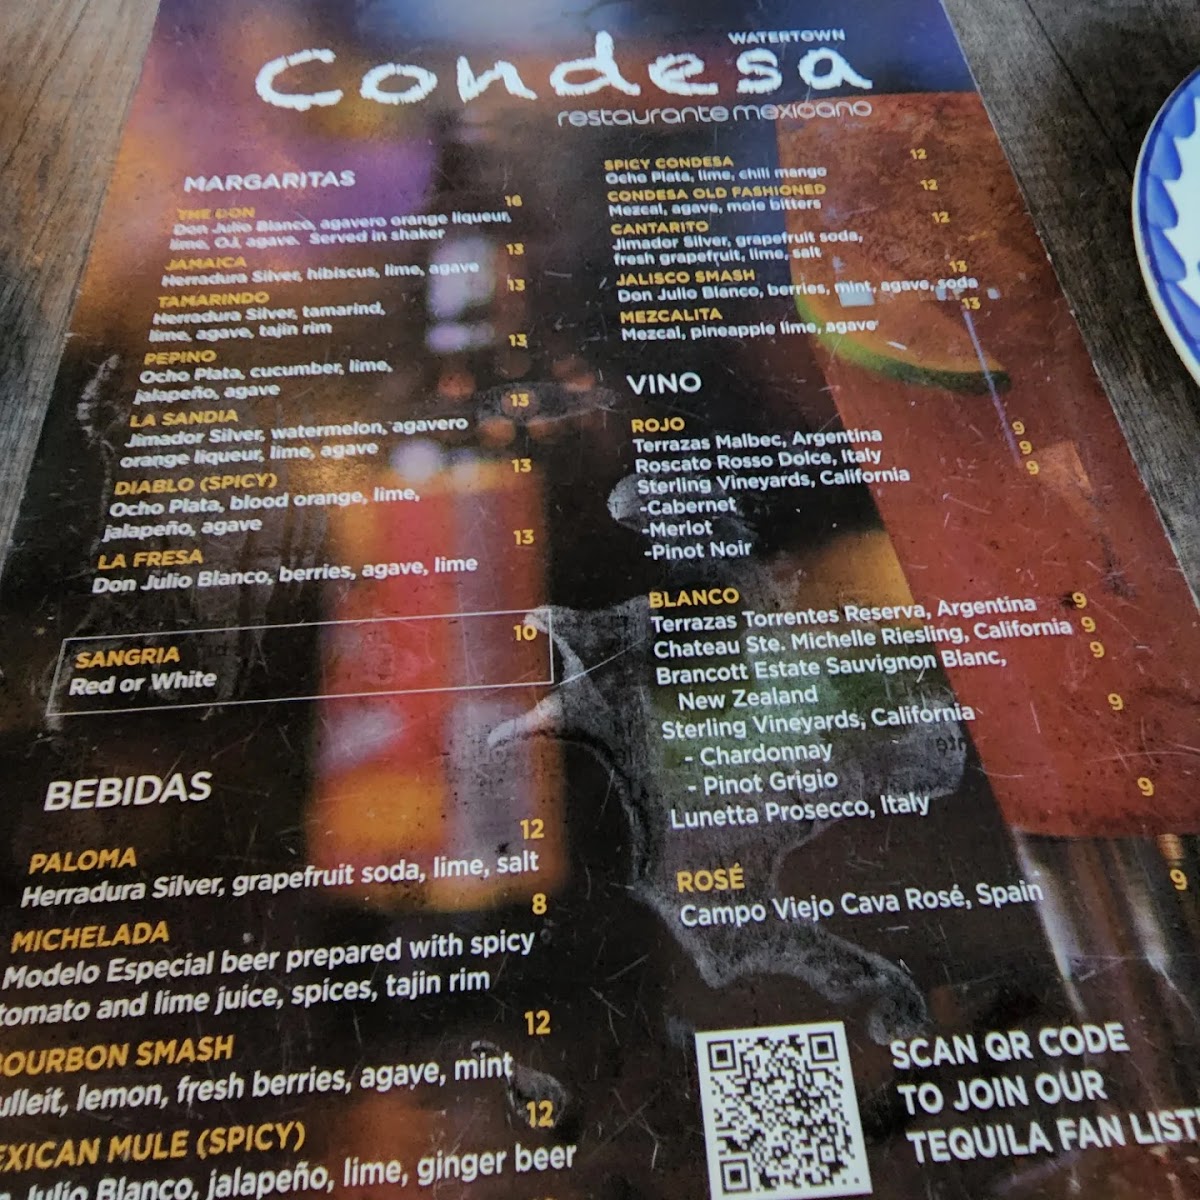 WATERTOWN
Condesa
restaurante mexicano
MARGARITAS
THE DON 16
Don Julio Blanco, agavero orange liqueur,
lime, OJ, agave. Served in shaker
JAMAICA 13
Herradura Silver, hibiscus, lime, agave
TAMARINDO 13
Herradura Silver, tamarind,
lime, agave, tajin rim
PEPINO 13
Ocho Plata, cucumber, lime,
jalapeño, agave
LA SANDIA 13
Jimador Silver, watermelon, agavero
orange liqueur, lime, agave
DIABLO (SPICY) 13
Ocho Plata, blood orange, lime,
jalapeño, agave
LA FRESA 13
Don Julio Blanco, berries, agave, lime
SANGRIA 10
Red or White
BEBIDAS
PALOMA 12
Herradura Silver, grapefruit soda, lime, salt
MICHELADA 8
Modelo Especial beer prepared with spicy
tomato and lime juice, spices, tajin rim
BOURBON SMASH 12
ulleit, lemon, fresh berries, agave, mint
EXICAN MULE (SPICY) 12
Julio Blanco, jalapeño, lime, ginger beer
SPICY CONDESA 12
Ocho Plata, lime, chili mango
CONDESA OLD FASHIONED 12
Mezcal, agave, mole bitters
CANTARITO 12
Jimador Silver, grapefruit soda,
fresh grapefruit, lime, salt
JALISCO SMASH 13
Don Julio Blanco, berries, mint, agave, soda
MEZCALITA 13
Mezcal, pineapple lime, agave
VINO
ROJO
Terrazas Malbec, Argentina 9
Roscato Rosso Dolce, Italy 9
Sterling Vineyards, California 9
-Cabernet
-Merlot
-Pinot Noir
BLANCO
Terrazas Torrentes Reserva, Argentina 9
Chateau Ste. Michelle Riesling, California 9
Brancott Estate Sauvignon Blanc, 9
New Zealand
Sterling Vineyards, California 9
- Chardonnay
- Pinot Grigio
Lunetta Prosecco, Italy 9
ROSÉ
Campo Viejo Cava Rosé, Spain 9
SCAN QR CODE
TO JOIN OUR
TEQUILA FAN LIST